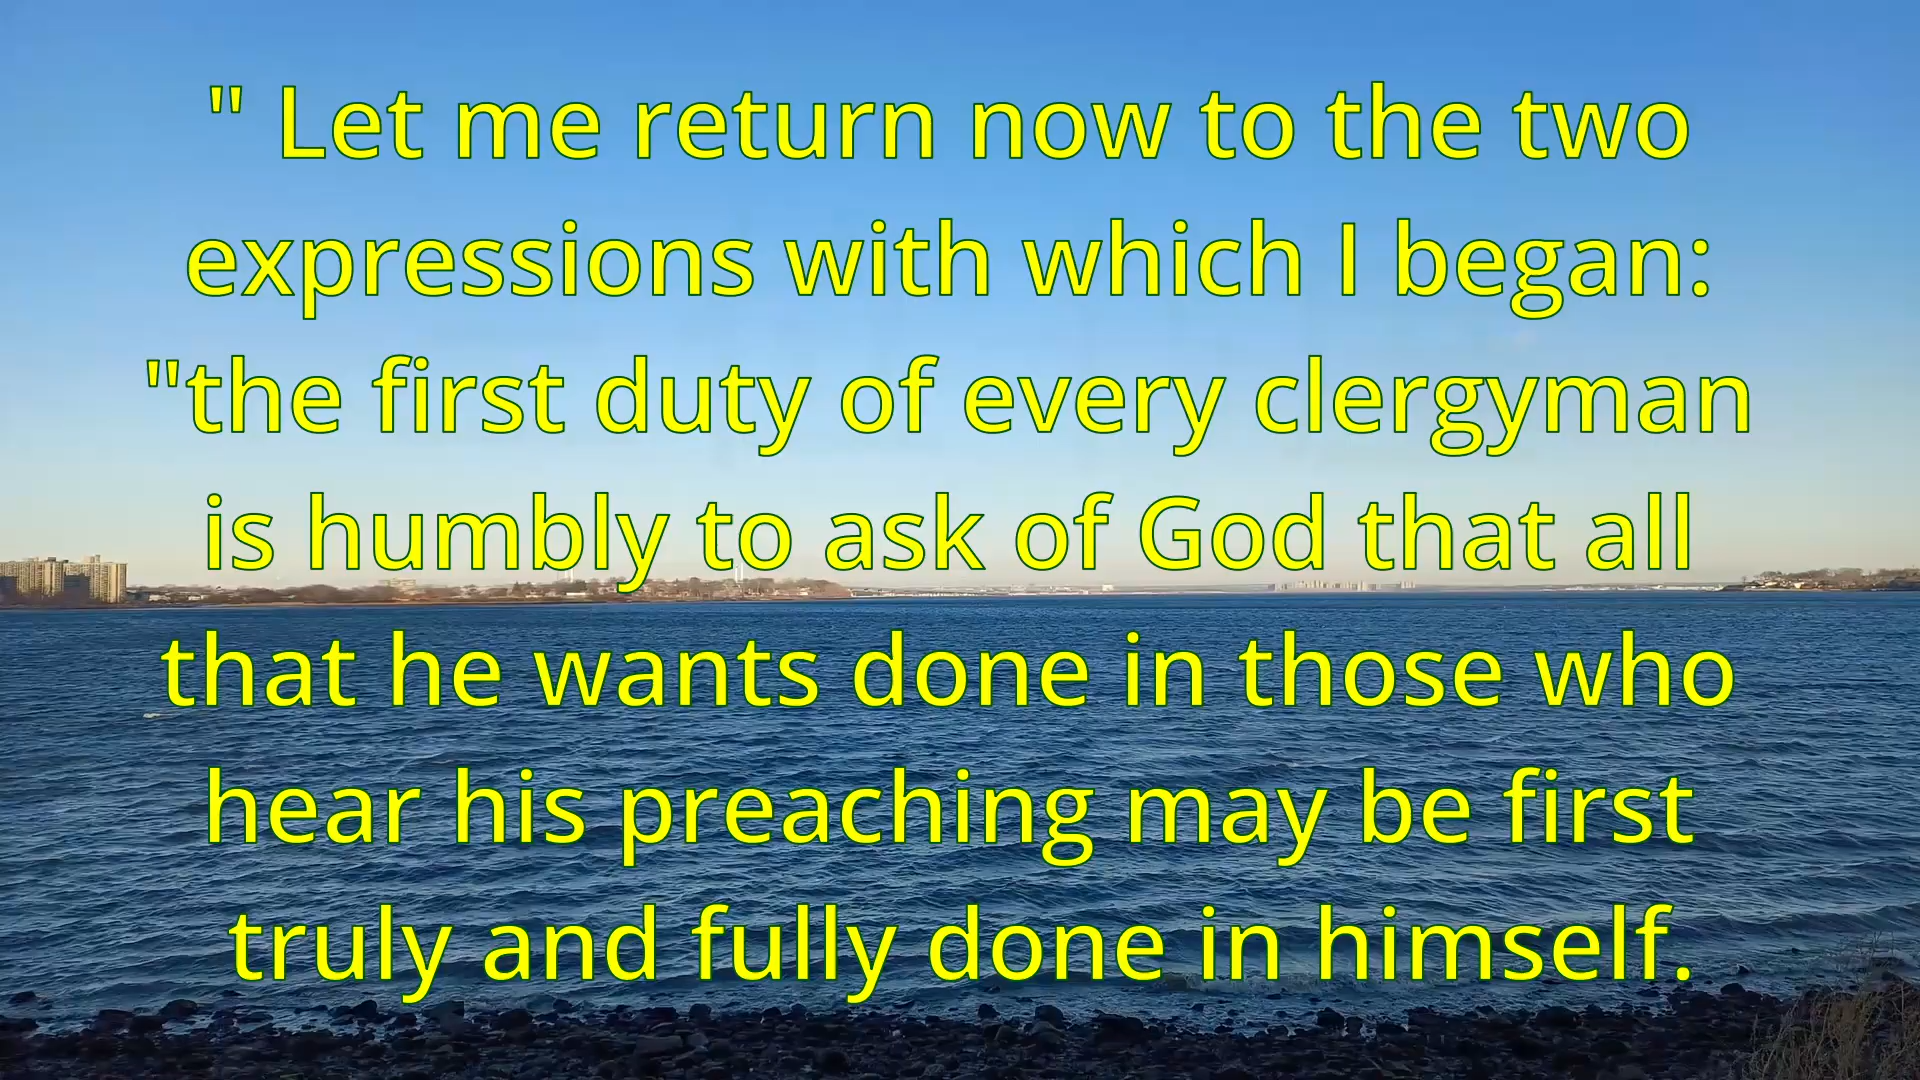 " Let me return now to the two
expressions with which I began:
"the first duty of every clergyman
is humbly to ask of God that all
that he wants done in those who
hear his preaching may be first
truly and fully done in himself.